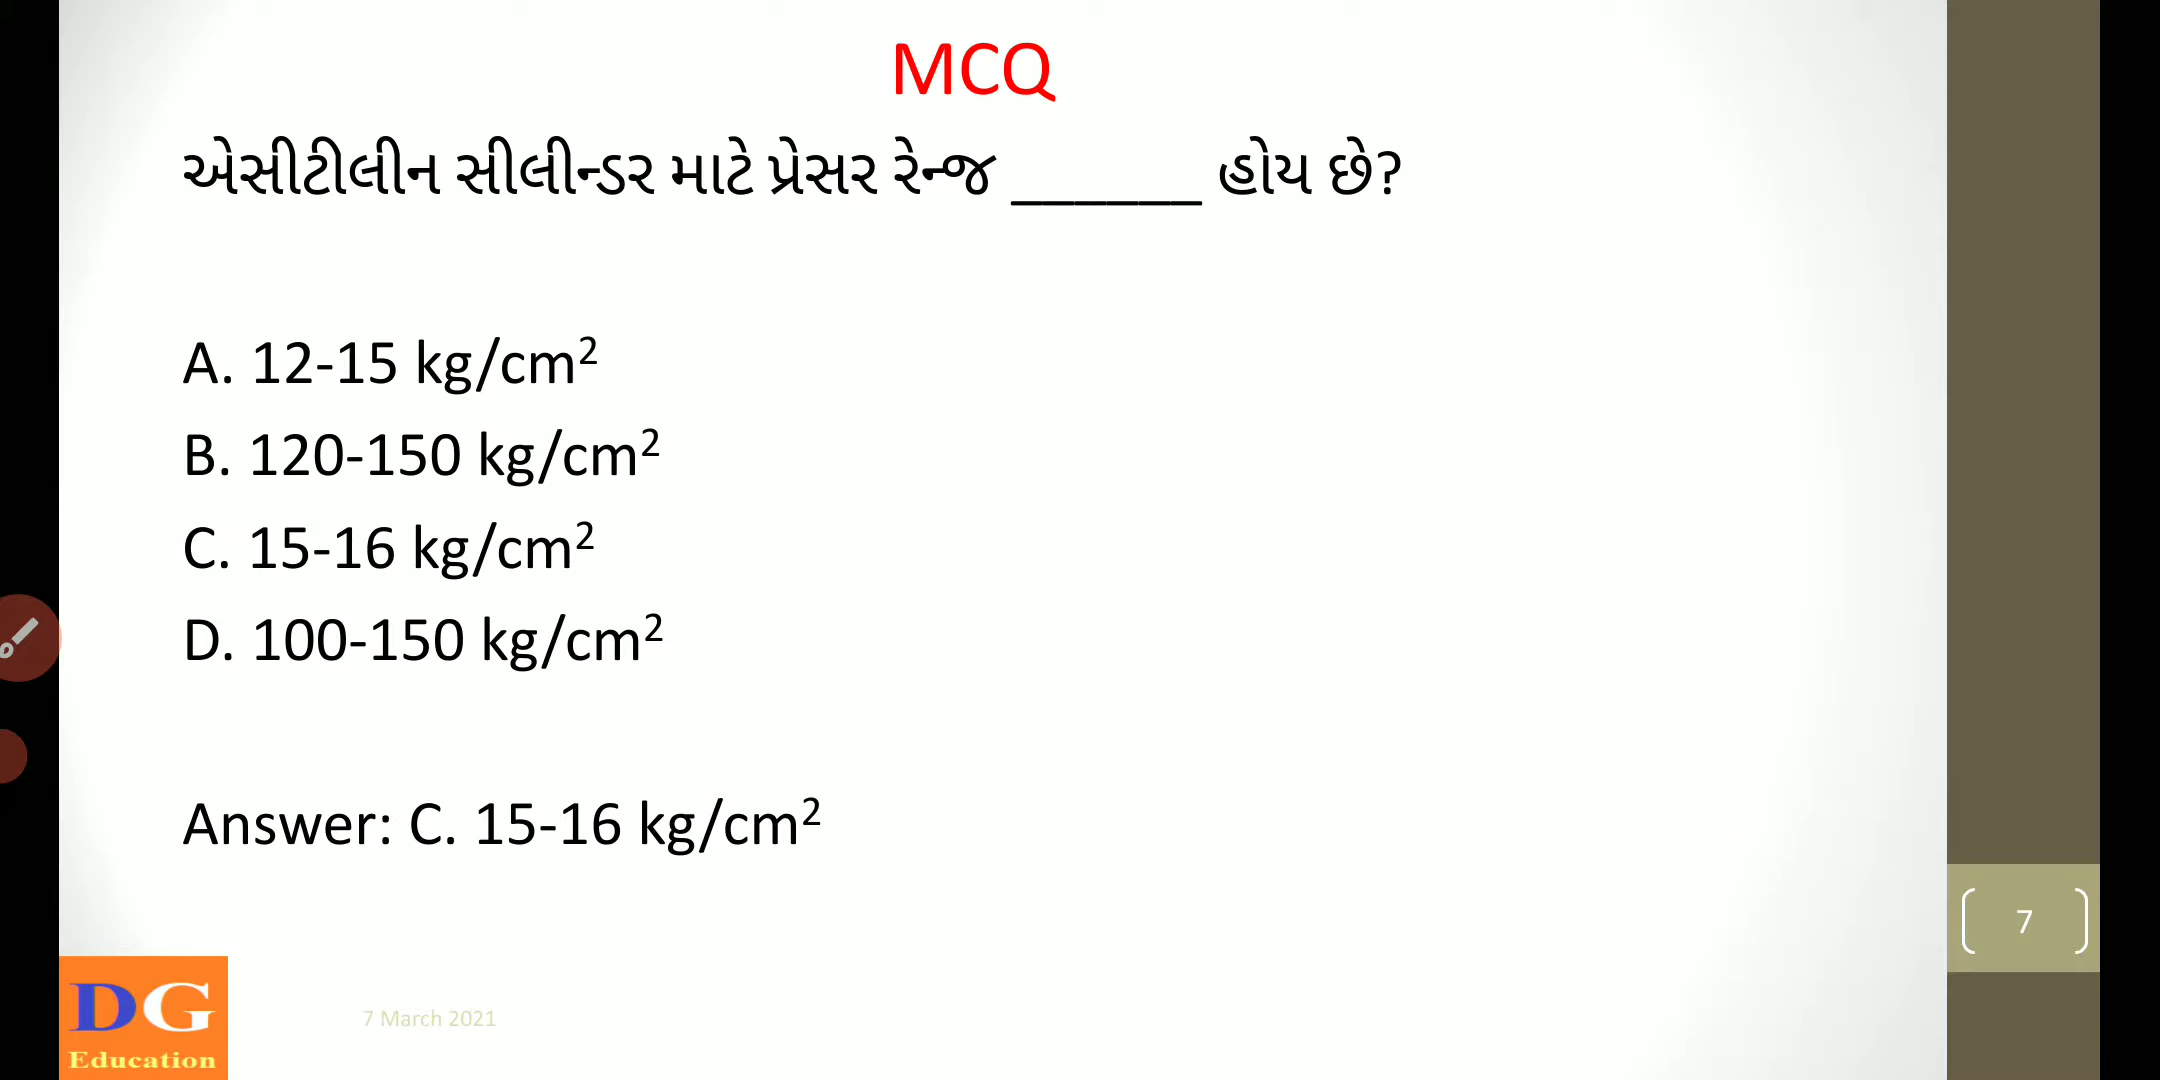 MCQ
એસીટીલીન સીલીન્ડર માટે પ્રેસર રેન્જ ______ હોય છે?
A. 12-15 kg/cm²
B. 120-150 kg/cm²
C. 15-16 kg/cm²
D. 100-150 kg/cm²
Answer: C. 15-16 kg/cm²
7
DG
Education
7 March 2021